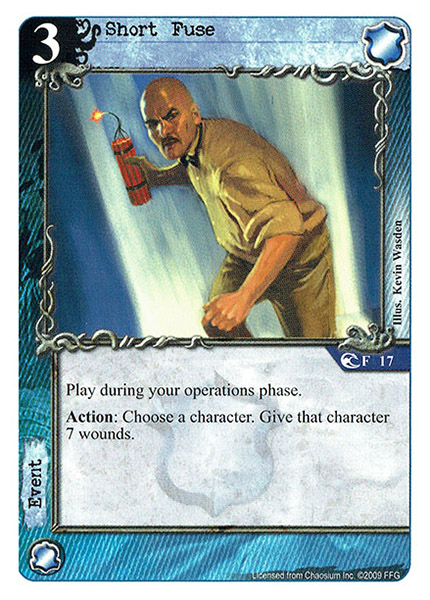 3
Short Fuse
Illus. Kevin Wasden
F 17
Play during your operations phase.
Action: Choose a character. Give that character
7 wounds.
Event
Licensed from Chaosium Inc. ©2009 FFG